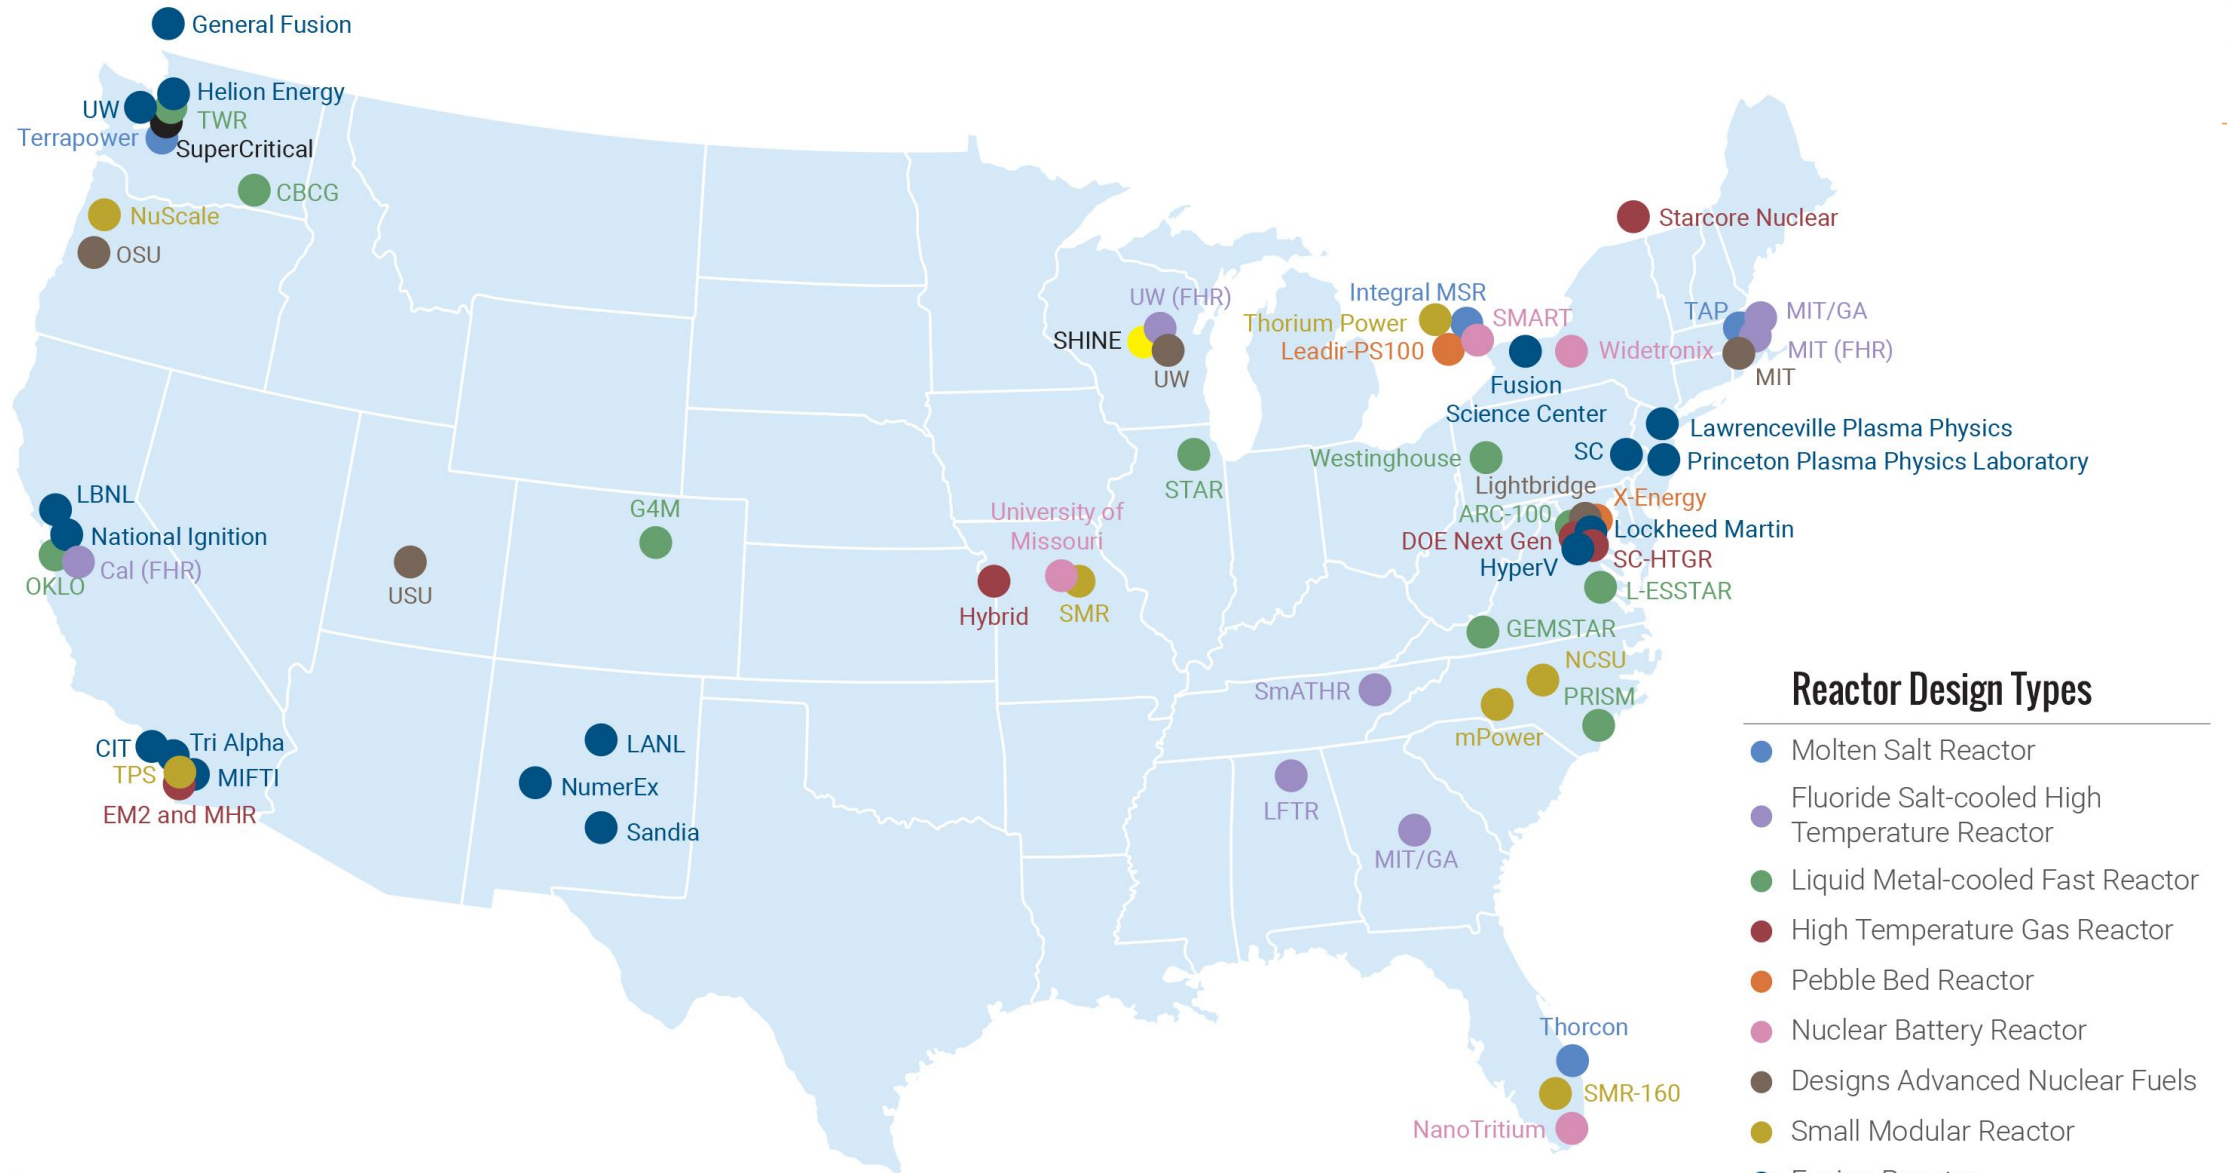 General Fusion
Helion Energy
UW
TWR
Terrapower
SuperCritical
CBCG
NuScale
OSU
Starcore Nuclear
UW (FHR)
SHINE
UW
Integral MSR
Thorium Power
SMART
Leadir-PS100
Widetronix
Fusion
Science Center
TAP
MIT/GA
MIT (FHR)
MIT
Lawrenceville Plasma Physics
SC
Princeton Plasma Physics Laboratory
Westinghouse
STAR
Lightbridge
X-Energy
ARC-100
Lockheed Martin
DOE Next Gen
SC-HTGR
HyperV
L-ESSTAR
LBNL
National Ignition
Cal (FHR)
OKLO
USU
G4M
University of
Missouri
Hybrid
SMR
GEMSTAR
NCSU
SmATHR
PRISM
mPower
CIT
Tri Alpha
TPS
MIFTI
EM2 and MHR
LANL
NumerEx
Sandia
LFTR
MIT/GA
Thorcon
SMR-160
NanoTritium
Reactor Design Types
Molten Salt Reactor
Fluoride Salt-cooled High
Temperature Reactor
Liquid Metal-cooled Fast Reactor
High Temperature Gas Reactor
Pebble Bed Reactor
Nuclear Battery Reactor
Designs Advanced Nuclear Fuels
Small Modular Reactor